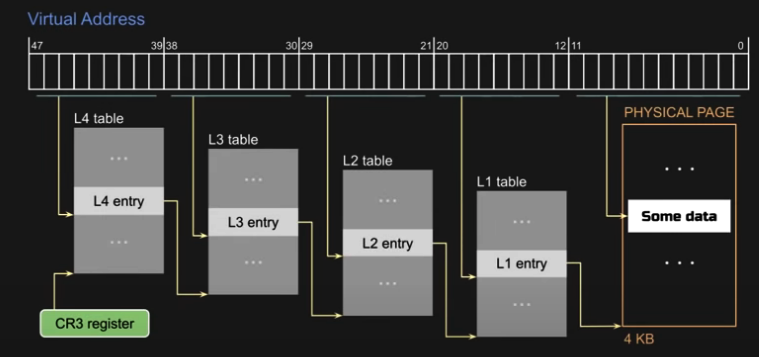 Virtual Address
47 39 38 30 29 21 20 12 11 0
L4 table
L3 table
L2 table
L1 table
PHYSICAL PAGE
...
L4 entry
...
...
L3 entry
...
...
L2 entry
...
...
L1 entry
...
...
Some data
...
CR3 register
4 KB